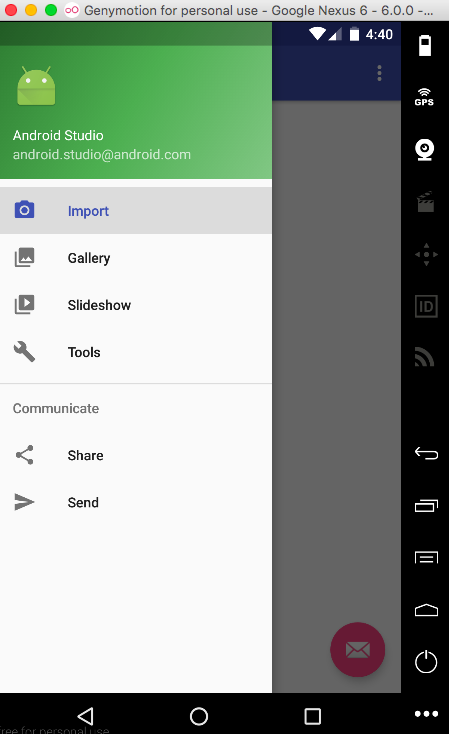 Genymotion for personal use - Google Nexus 6 - 6.0.0 -...
4:40
GPS
Android Studio
android.studio@android.com
Import
Gallery
Slideshow
ID
Tools
Communicate
Share
Send
free for personal use